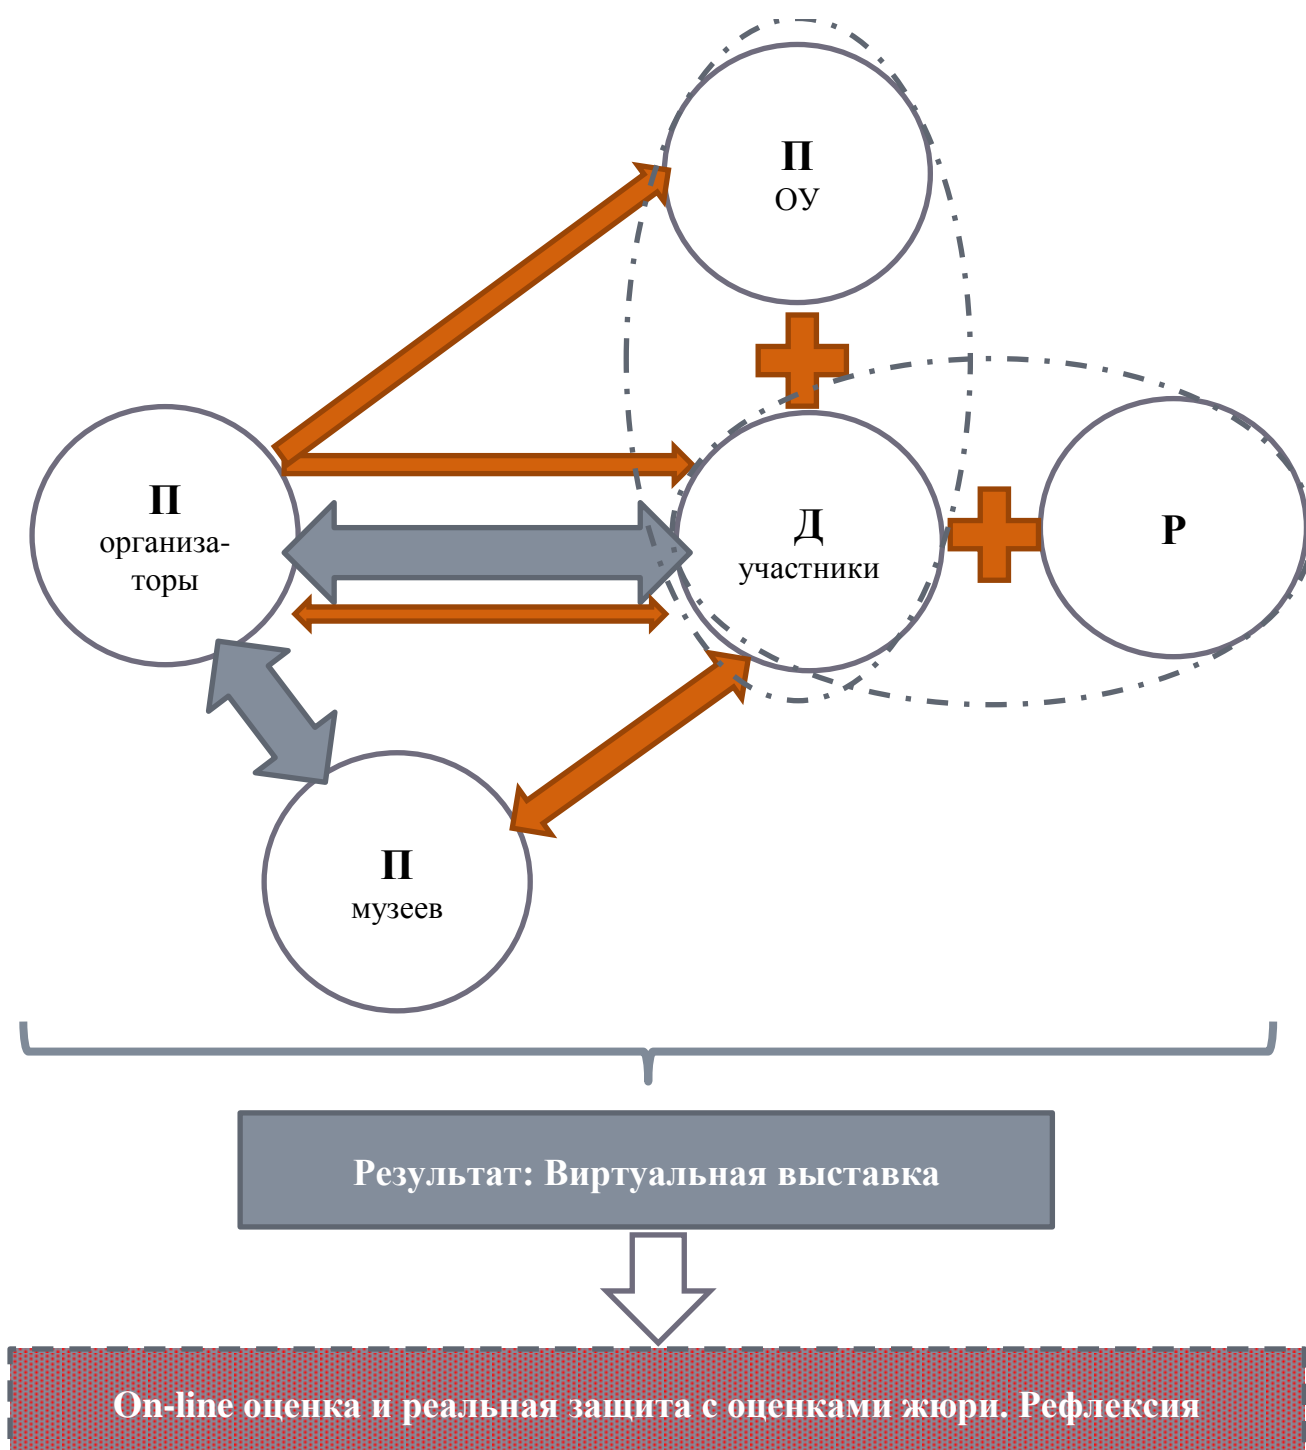 П
ОУ
П
организа-
торы
Д
участники
Р
П
музеев
Результат: Виртуальная выставка
On-line оценка и реальная защита с оценками жюри. Рефлексия